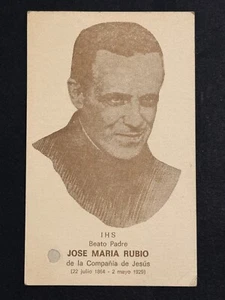 IHS
Beato Padre
JOSE MARIA RUBIO
de la Compañía de Jesús
(22 julio 1864 - 2 mayo 1929)